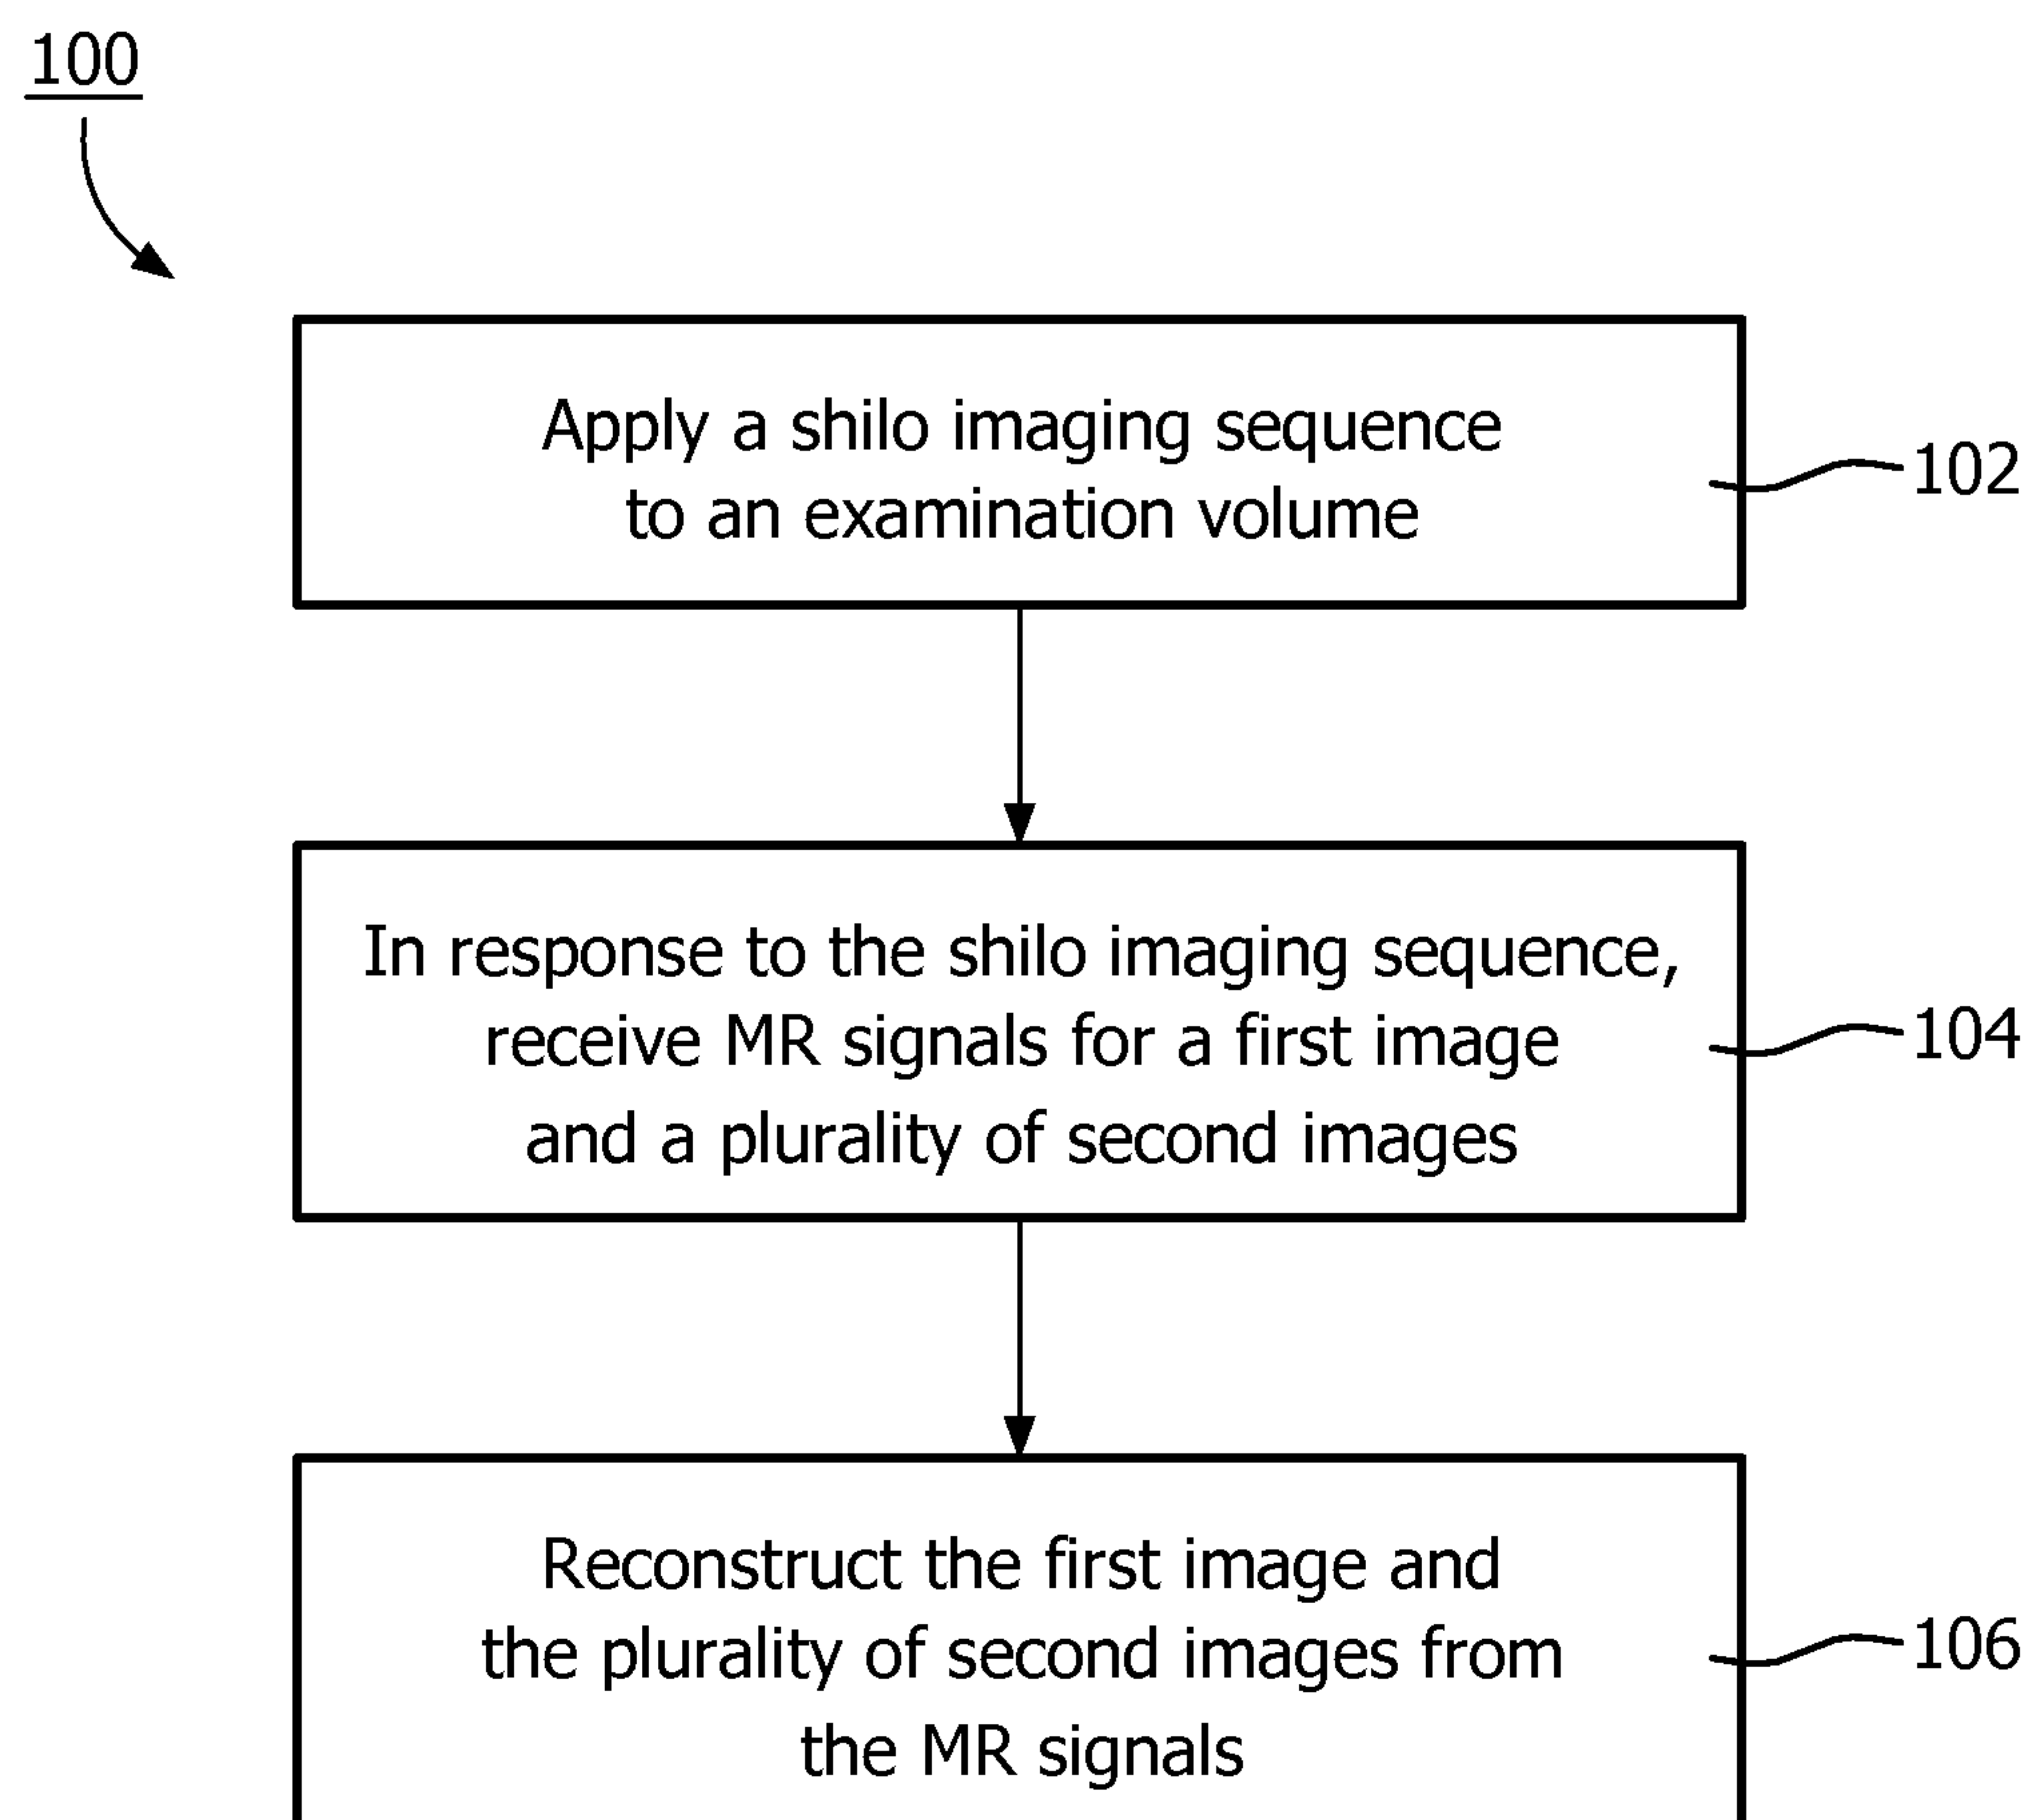 100
Apply a shilo imaging sequence
to an examination volume
102
In response to the shilo imaging sequence,
receive MR signals for a first image
and a plurality of second images
104
Reconstruct the first image and
the plurality of second images from
the MR signals
106